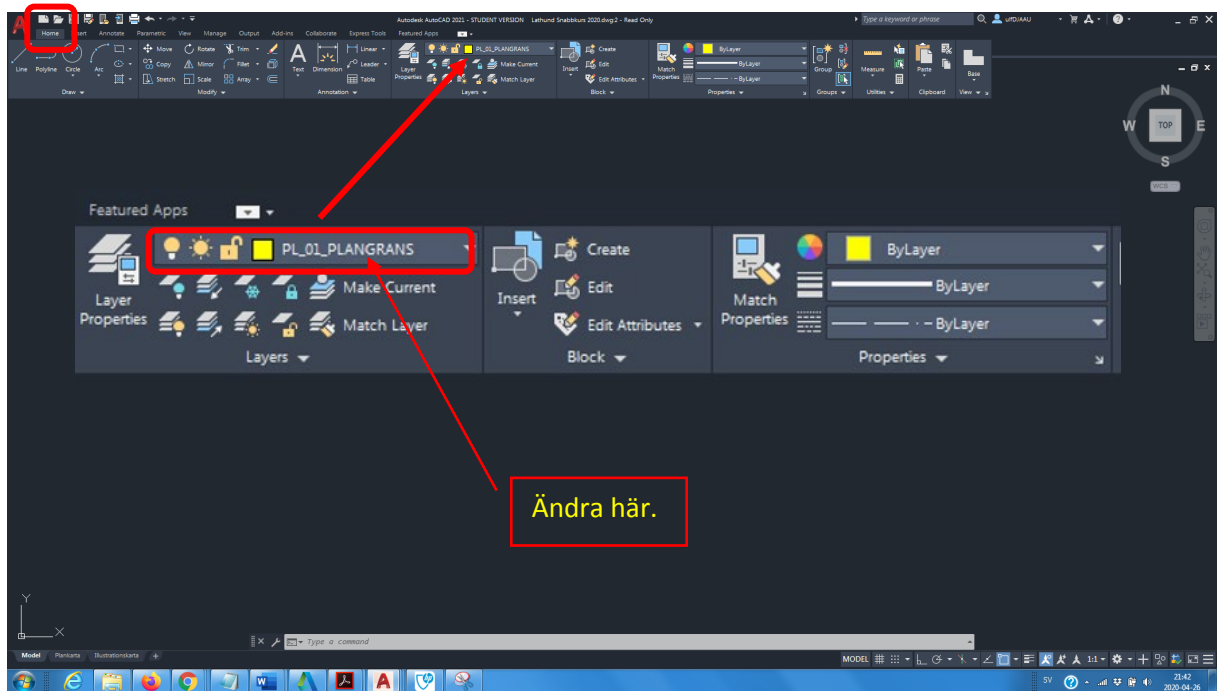 Autodesk AutoCAD 2021 - STUDENT VERSION Lathund Snabbkurs 2020.dwg:2 - Read Only
Type a keyword or phrase
Home Insert Annotate Parametric View Manage Output Add-ins Collaborate Express Tools Featured Apps
Line Polyline Circle Arc
Move Rotate Trim
Copy Mirror Fillet
Stretch Scale Array
Text Dimension
Linear
Leader
Table
Layer Properties
PL_01_PLANGRANS
Make Current
Match Layer
Insert
Create
Edit
Edit Attributes
Match Properties
ByLayer
ByLayer
ByLayer
Group
Measure
Paste
Base
Draw Modify Annotation Layers Block Properties Groups Utilities Clipboard View
N
W TOP E
S
WCS
Featured Apps
PL_01_PLANGRANS
Layer
Properties
Make Current
Match Layer
Layers
Insert
Create
Edit
Edit Attributes
Block
Match
Properties
ByLayer
ByLayer
ByLayer
Properties
Ändra här.
Y
X
Type a command
Model Plankarta Illustrationskarta +
MODEL 1:1
SV 21:42
2020-04-26